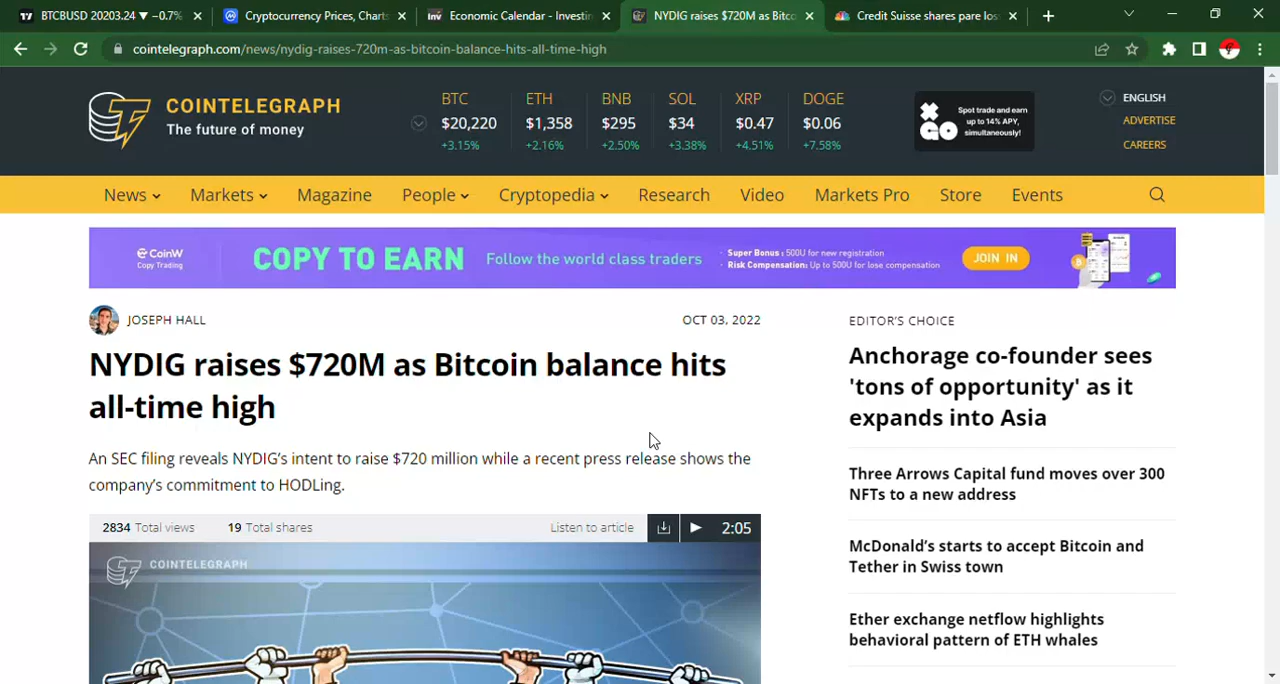 BTCBUSD 20203.24 ▼ −0.7%
Cryptocurrency Prices, Charts
Economic Calendar - Investin
NYDIG raises $720M as Bitco
Credit Suisse shares pare los
cointelegraph.com/news/nydig-raises-720m-as-bitcoin-balance-hits-all-time-high
COINTELEGRAPH
The future of money
BTC ETH BNB SOL XRP DOGE
$20,220 $1,358 $295 $34 $0.47 $0.06
+3.15% +2.16% +2.50% +3.38% +4.51% +7.58%
XGO
Spot trade and earn
up to 14% APY,
simultaneously!
ENGLISH
ADVERTISE
CAREERS
News Markets Magazine People Cryptopedia Research Video Markets Pro Store Events
CoinW
Copy Trading
COPY TO EARN
Follow the world class traders
· Super Bonus : 500U for new registration
· Risk Compensation: Up to 500U for lose compensation
JOIN IN
JOSEPH HALL
OCT 03, 2022
NYDIG raises $720M as Bitcoin balance hits
all-time high
An SEC filing reveals NYDIG's intent to raise $720 million while a recent press release shows the
company's commitment to HODLing.
2834 Total views 19 Total shares Listen to article 2:05
COINTELEGRAPH
EDITOR'S CHOICE
Anchorage co-founder sees
'tons of opportunity' as it
expands into Asia
Three Arrows Capital fund moves over 300
NFTs to a new address
McDonald's starts to accept Bitcoin and
Tether in Swiss town
Ether exchange netflow highlights
behavioral pattern of ETH whales